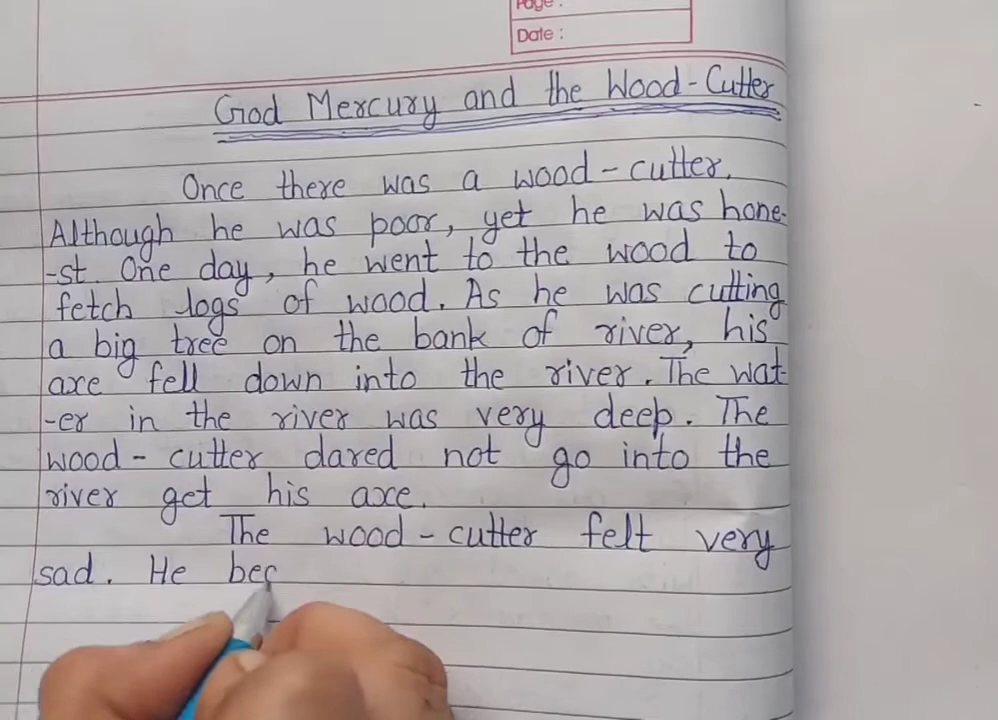 Page :
Date :
God Mercury and the Wood-Cutter
Once there was a wood-cutter.
Although he was poor, yet he was hone-
-st. One day, he went to the wood to
fetch logs of wood. As he was cutting
a big tree on the bank of river, his
axe fell down into the river. The wat-
-er in the river was very deep. The
wood-cutter dared not go into the
river get his axe.
The wood-cutter felt very
sad. He bec